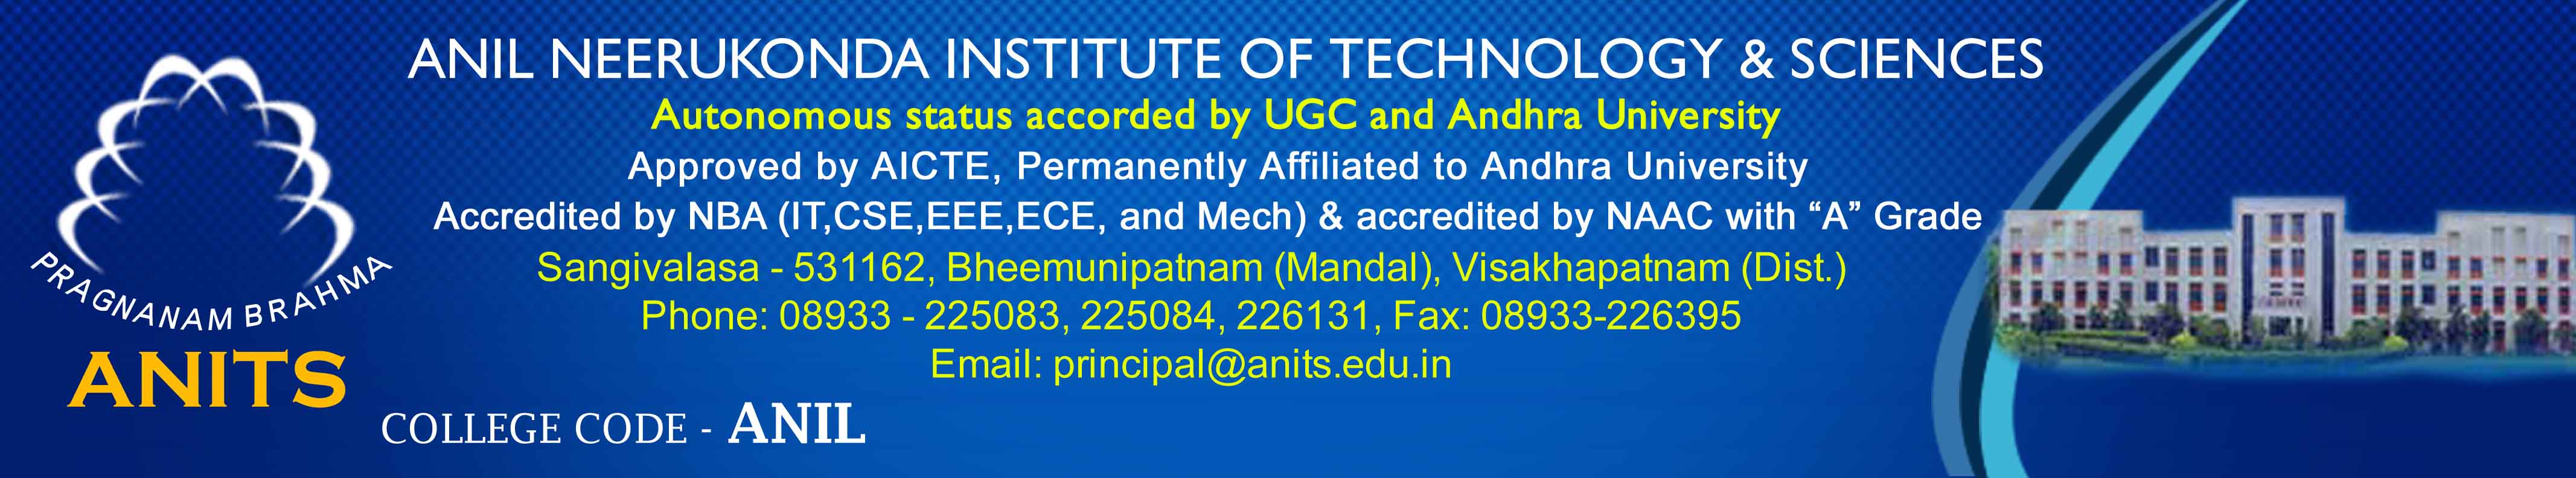 ANIL NEERUKONDA INSTITUTE OF TECHNOLOGY & SCIENCES
Autonomous status accorded by UGC and Andhra University
Approved by AICTE, Permanently Affiliated to Andhra University
Accredited by NBA (IT,CSE,EEE,ECE, and Mech) & accredited by NAAC with “A” Grade
Sangivalasa - 531162, Bheemunipatnam (Mandal), Visakhapatnam (Dist.)
Phone: 08933 - 225083, 225084, 226131, Fax: 08933-226395
Email: principal@anits.edu.in
PRAGNANAM BRAHMA
ANITS
COLLEGE CODE - ANIL